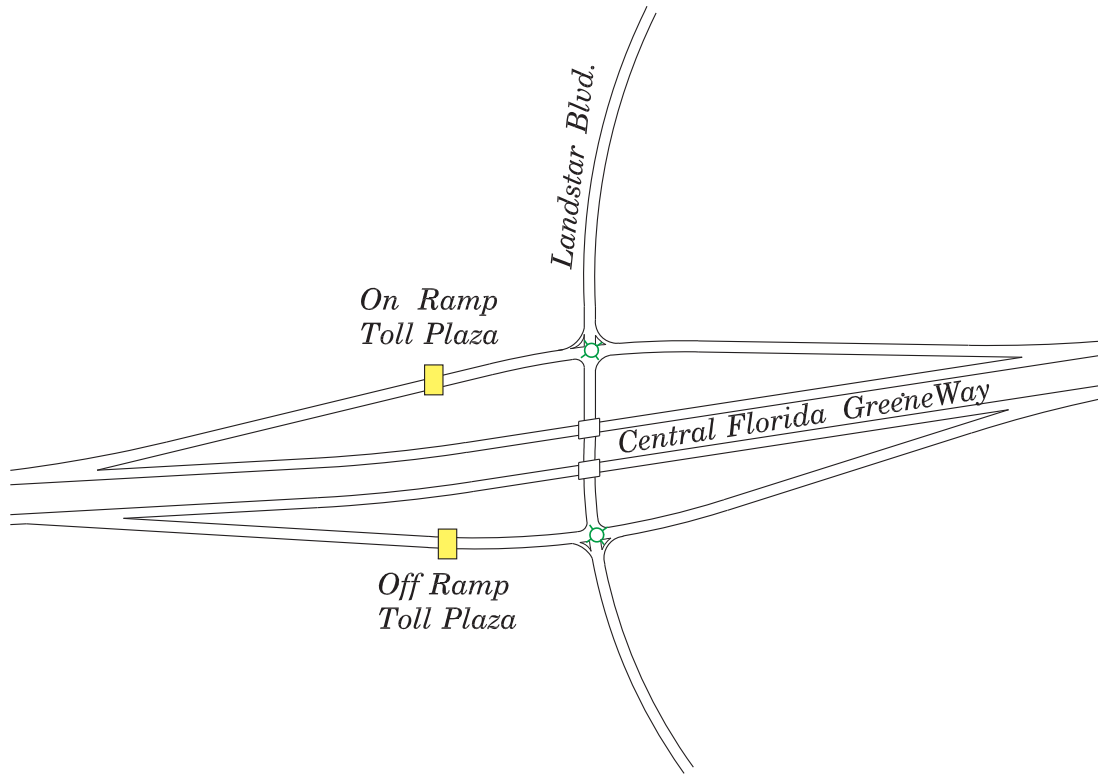 Landstar Blvd.
On Ramp
Toll Plaza
Central Florida GreeneWay
Off Ramp
Toll Plaza